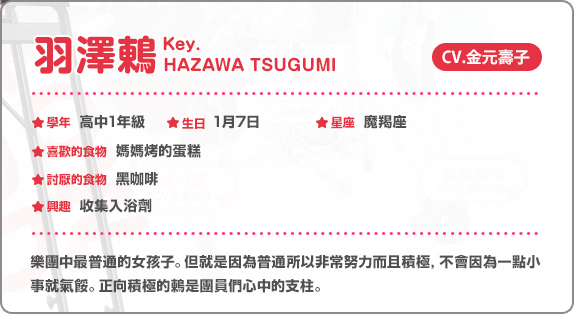 羽澤鶫 Key.
HAZAWA TSUGUMI
CV.金元壽子
★學年 高中1年級 ★生日 1月7日 ★星座 魔羯座
★喜歡的食物 媽媽烤的蛋糕
★討厭的食物 黑咖啡
★興趣 收集入浴劑
樂團中最普通的女孩子。但就是因為普通所以非常努力而且積極，不會因為一點小
事就氣餒。正向積極的鶫是團員們心中的支柱。